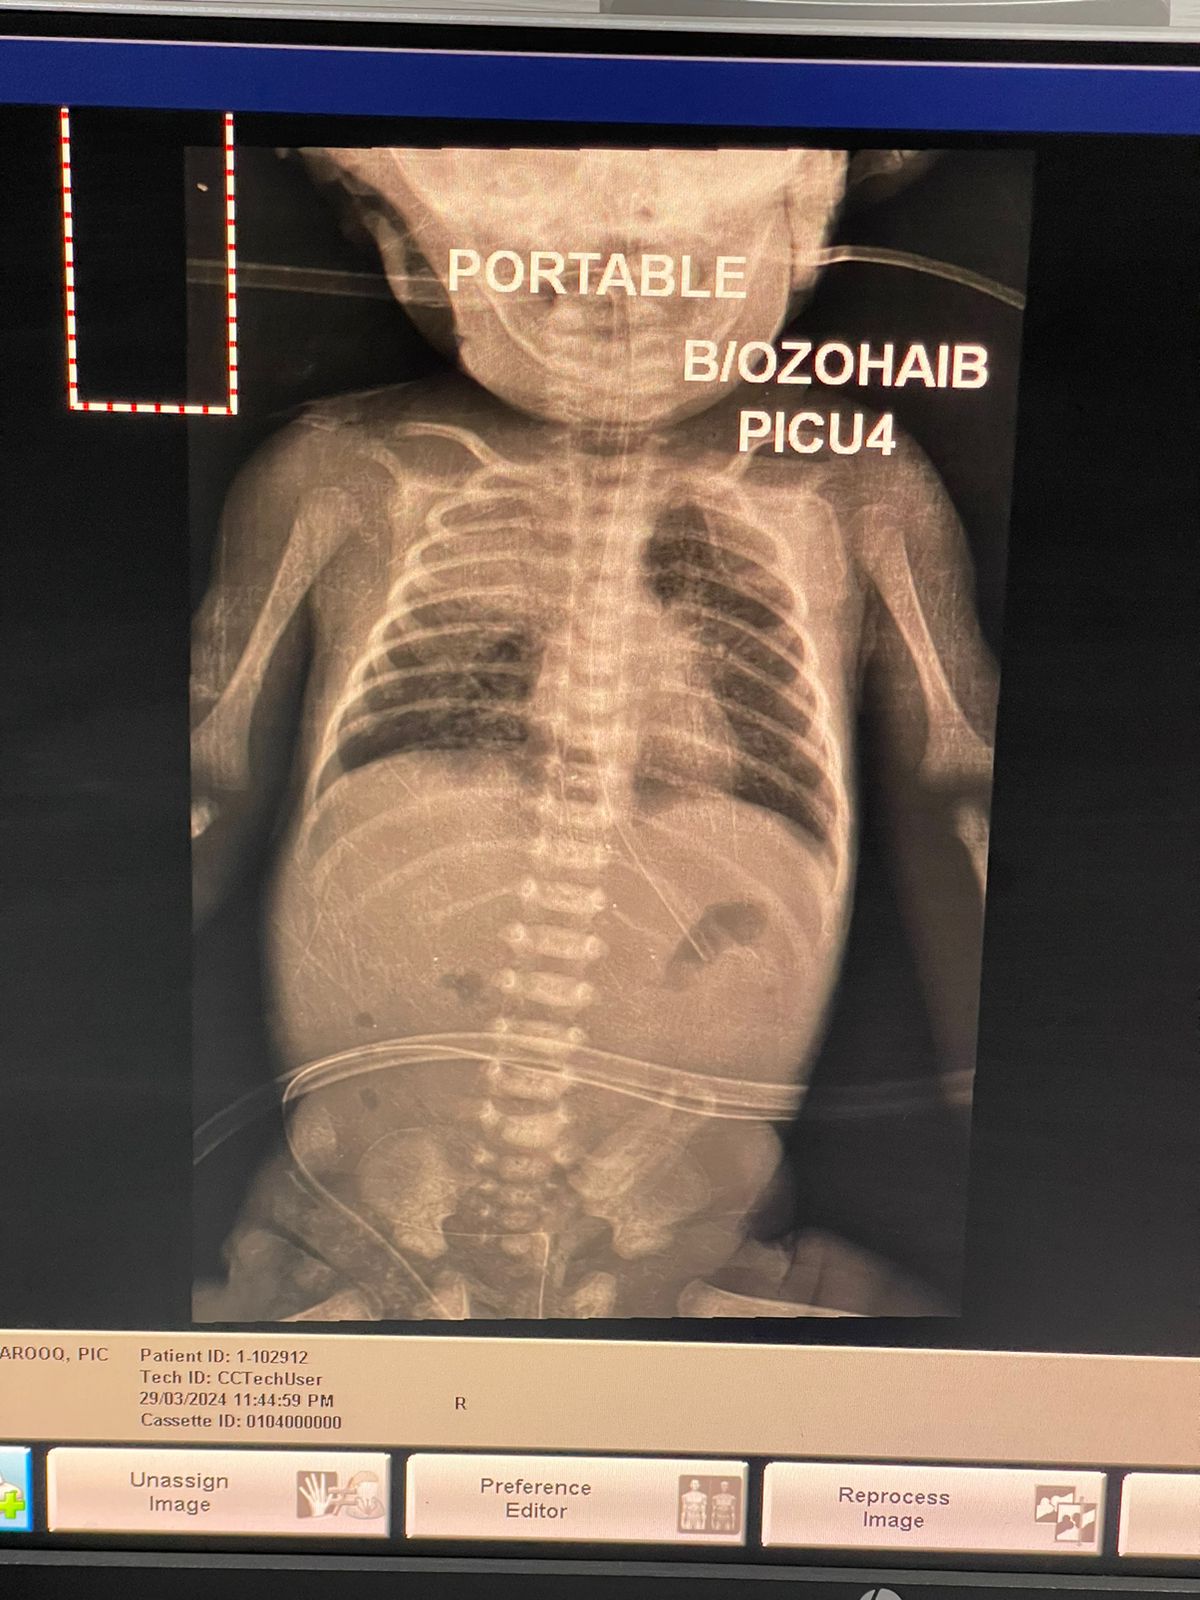 PORTABLE
B/OZOHAIB
PICU4
AROOQ, PIC
Patient ID: 1-102912
Tech ID: CCTechUser
29/03/2024 11:44:59 PM
R
Cassette ID: 0104000000
Unassign
Image
Preference
Editor
Reprocess
Image